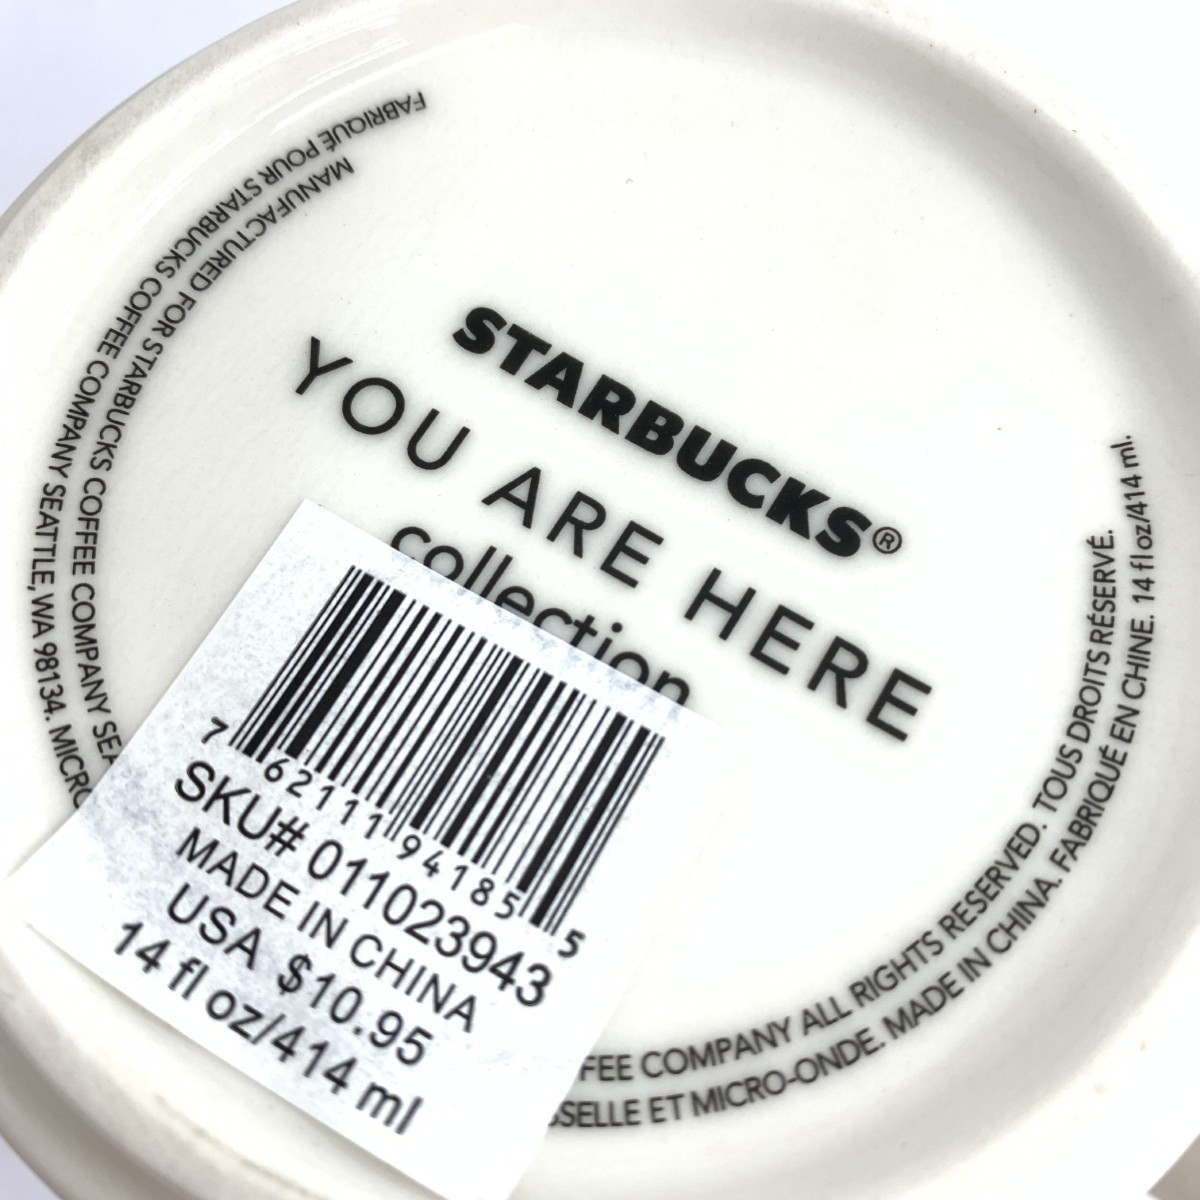 STARBUCKS®
YOU ARE HERE
collection
7 62111 94185 5
SKU# 011023943
MADE IN CHINA
USA $10.95
14 fl oz/414 ml
MANUFACTURED FOR STARBUCKS COFFEE COMPANY SEA
FEE COMPANY ALL RIGHTS RESERVED. TOUS DROITS RÉSERVÉ.
FABRIQUÉ POUR STARBUCKS COFFEE COMPANY SEATTLE, WA 98134. MICRO
SSELLE ET MICRO-ONDE. MADE IN CHINA. FABRIQUÉ EN CHINE. 14 fl oz/414 ml.